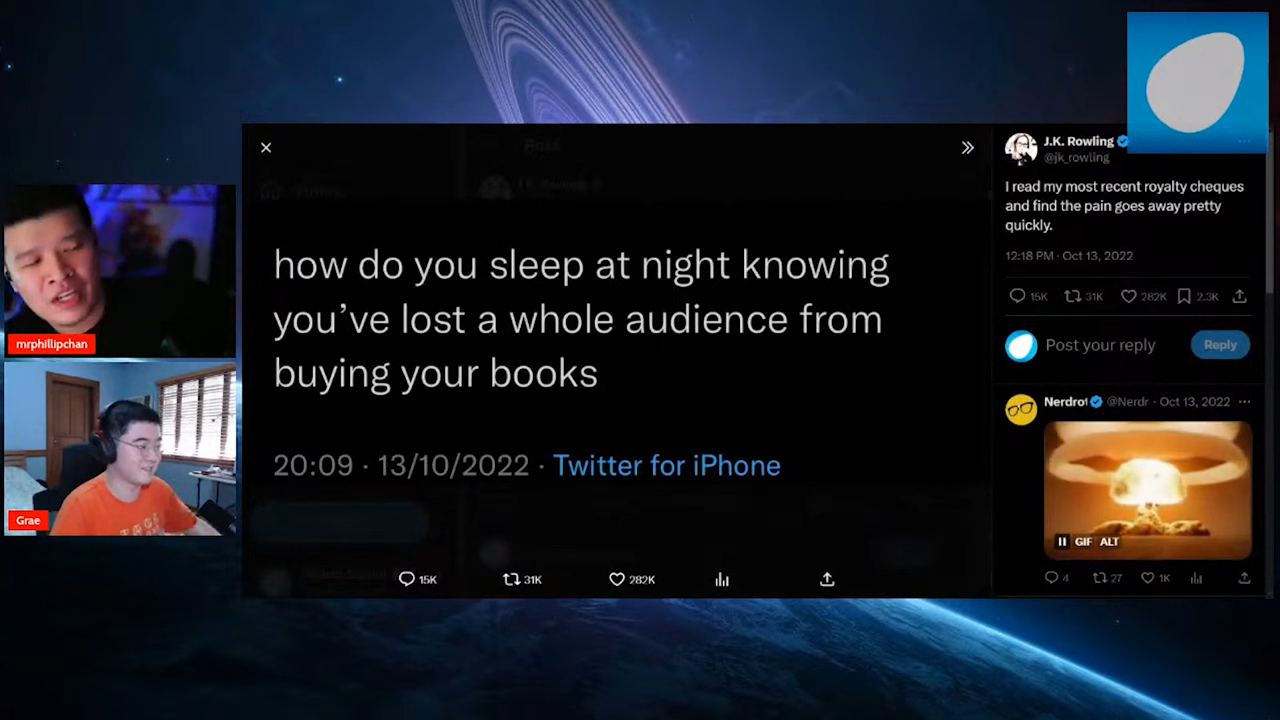 how do you sleep at night knowing
you’ve lost a whole audience from
buying your books
20:09 · 13/10/2022 · Twitter for iPhone
15K 31K 282K
J.K. Rowling
@jk_rowling
I read my most recent royalty cheques
and find the pain goes away pretty
quickly.
12:18 PM · Oct 13, 2022
15K 31K 282K 2.3K
Post your reply Reply
Nerdrot @Nerdr · Oct 13, 2022
GIF ALT
4 27 1K
mrphillipchan
Grae